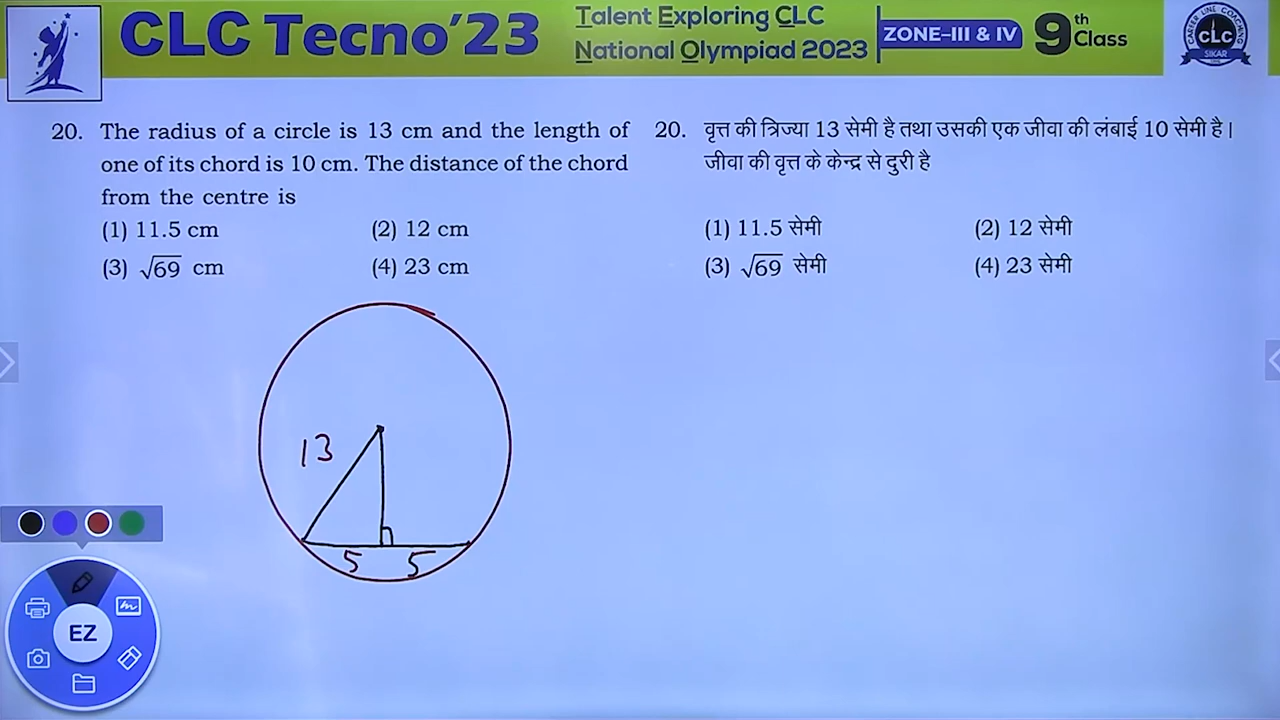 CLC Tecno'23
Talent Exploring CLC
National Olympiad 2023
ZONE–III & IV
9th Class
CAREER LINE COACHING
CLC
SIKAR
20. The radius of a circle is 13 cm and the length of
one of its chord is 10 cm. The distance of the chord
from the centre is
(1) 11.5 cm (2) 12 cm
(3) √69 cm (4) 23 cm
20. वृत्त की त्रिज्या 13 सेमी है तथा उसकी एक जीवा की लंबाई 10 सेमी है।
जीवा की वृत्त के केन्द्र से दुरी है
(1) 11.5 सेमी (2) 12 सेमी
(3) √69 सेमी (4) 23 सेमी
13
5 5
EZ